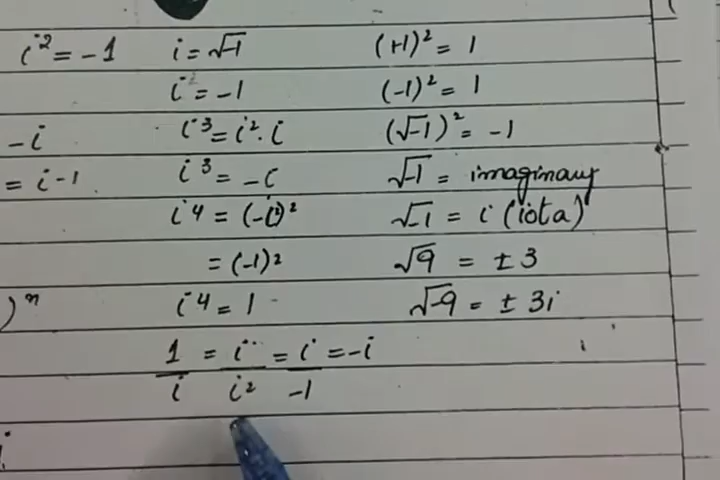 i² = -1 i = √-1 (+1)² = 1
i² = -1 (-1)² = 1
-i i³ = i² · i (√-1)² = -1
= i⁻¹ i³ = -i √-1 = imaginary
i⁴ = (-i²)² √-1 = i (iota)
= (-1)² √9 = ± 3
)ⁿ i⁴ = 1 √-9 = ± 3i
1/i = i/i² = i/-1 = -i